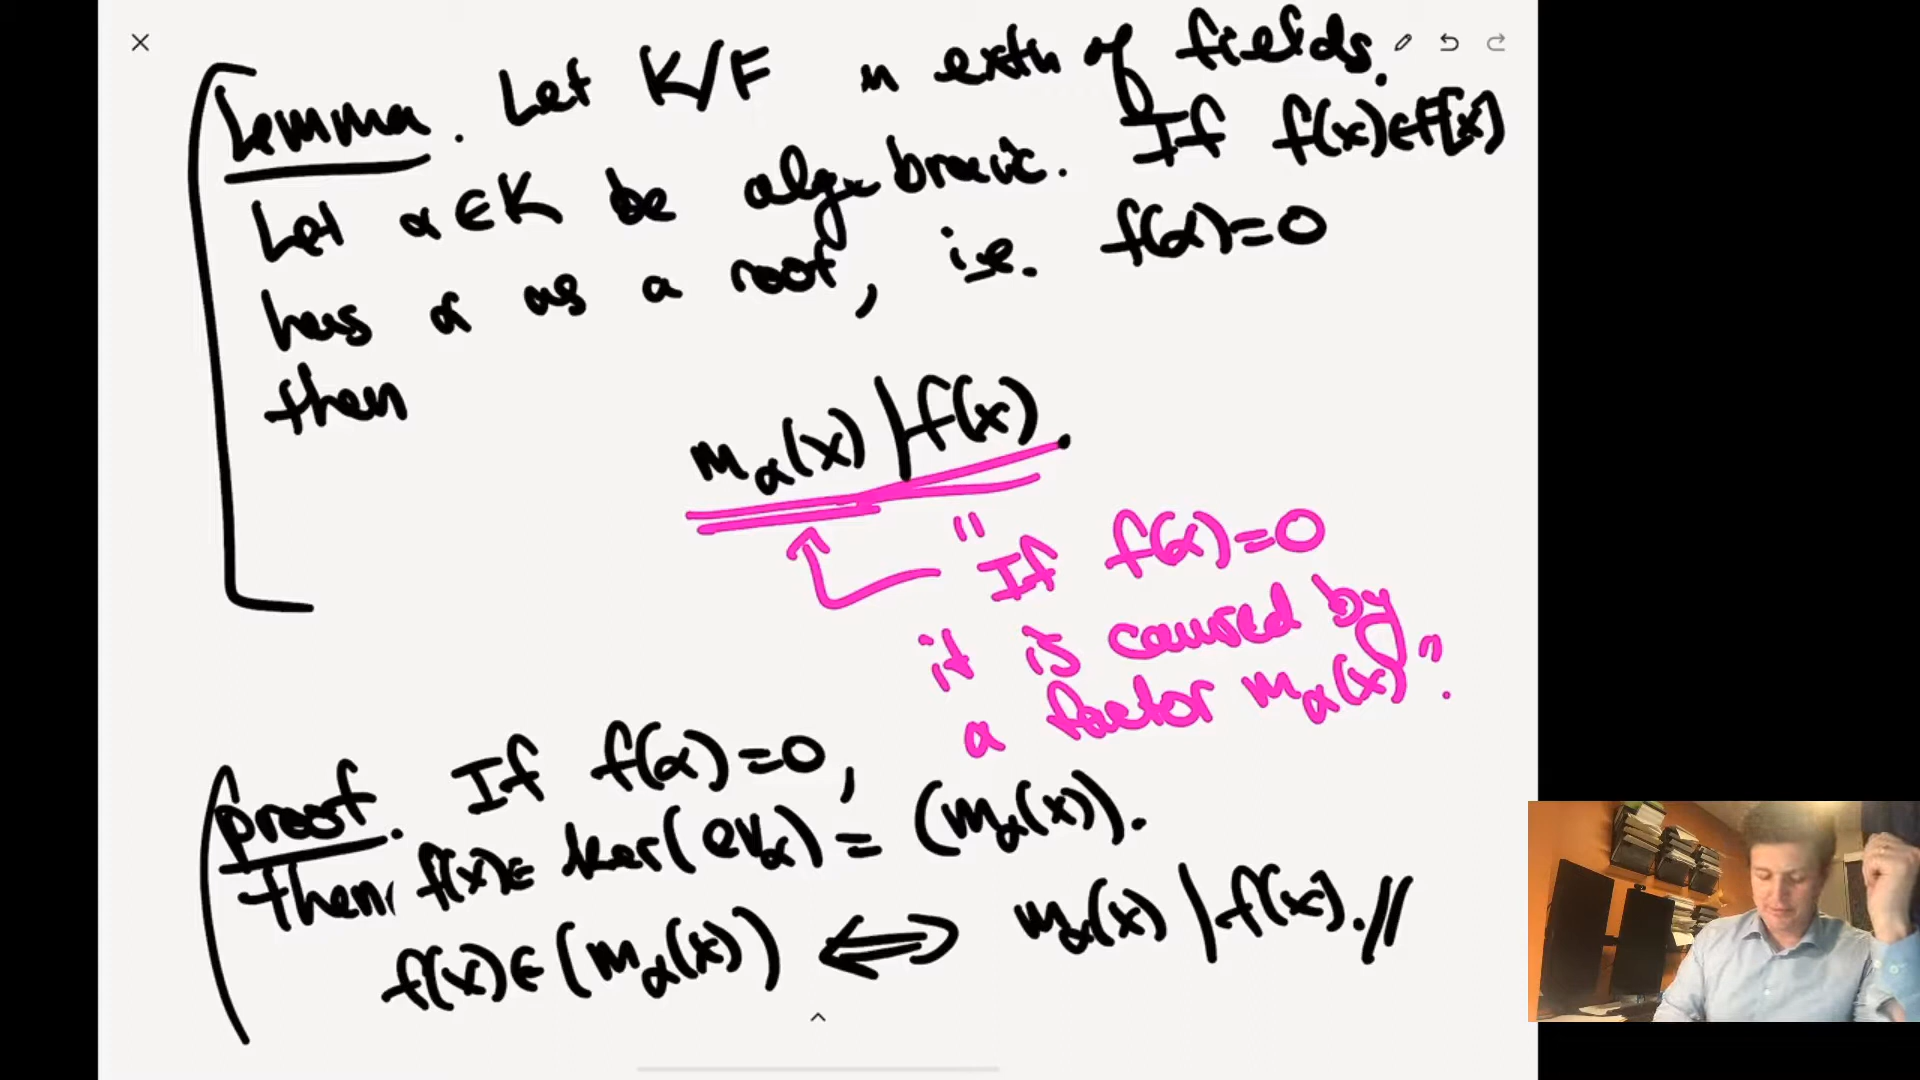 Lemma. Let K/F an extn of fields.
Let α∈K be algebraic. If f(x)∈F[x]
has α as a root, i.e. f(α)=0
then
mα(x) | f(x).
"If f(α)=0
it is caused by
a factor mα(x)".
proof. If f(α)=0,
then, f(x)∈ ker(evα) = (mα(x)).
f(x)∈(mα(x)) ⟺ mα(x) | f(x). //